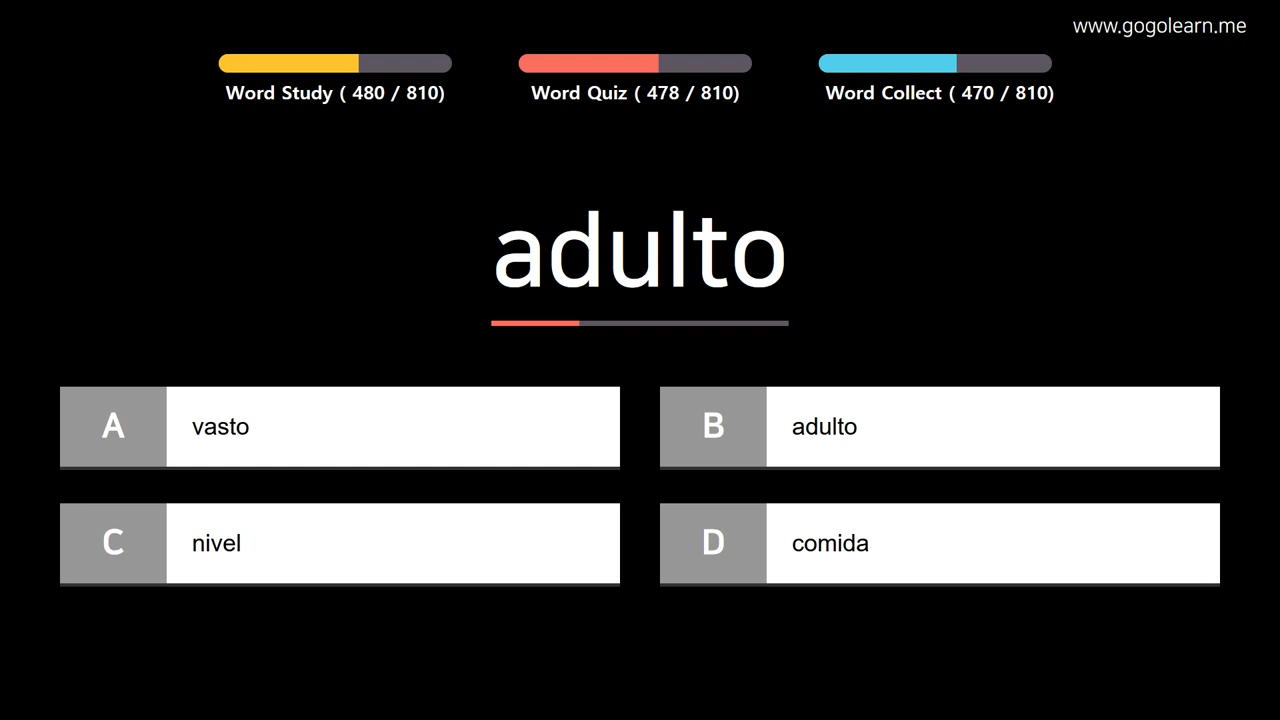 www.gogolearn.me
Word Study ( 480 / 810)
Word Quiz ( 478 / 810)
Word Collect ( 470 / 810)
adulto
A vasto
B adulto
C nivel
D comida